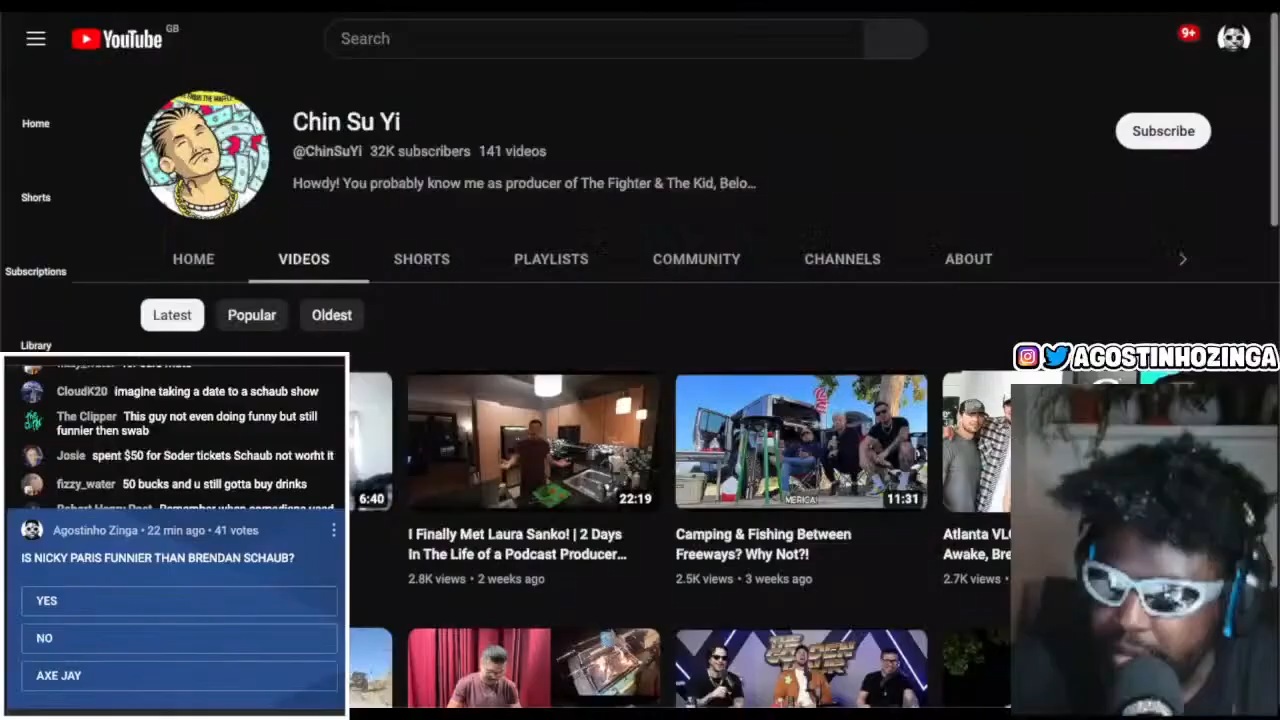 YouTube GB
Search
9+
Chin Su Yi
@ChinSuYi 32K subscribers 141 videos
Howdy! You probably know me as producer of The Fighter & The Kid, Belo...
Subscribe
Home
Shorts
Subscriptions
Library
HOME VIDEOS SHORTS PLAYLISTS COMMUNITY CHANNELS ABOUT
Latest Popular Oldest
@AGOSTINHOZINGA
CloudK20 imagine taking a date to a schaub show
The Clipper This guy not even doing funny but still
funnier then swab
Josie spent $50 for Soder tickets Schaub not worht it
fizzy_water 50 bucks and u still gotta buy drinks
Agostinho Zinga • 22 min ago • 41 votes
IS NICKY PARIS FUNNIER THAN BRENDAN SCHAUB?
YES
NO
AXE JAY
6:40
22:19
I Finally Met Laura Sanko! | 2 Days
In The Life of a Podcast Producer...
2.8K views • 2 weeks ago
MERICA
11:31
Camping & Fishing Between
Freeways? Why Not?!
2.5K views • 3 weeks ago
Atlanta VL
Awake, Bre
2.7K views •